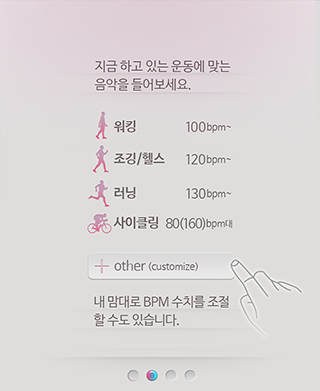 지금 하고 있는 운동에 맞는
음악을 들어보세요.
워킹 100bpm~
조깅/헬스 120bpm~
러닝 130bpm~
사이클링 80(160)bpm대
other (customize)
내 맘대로 BPM 수치를 조절
할 수도 있습니다.